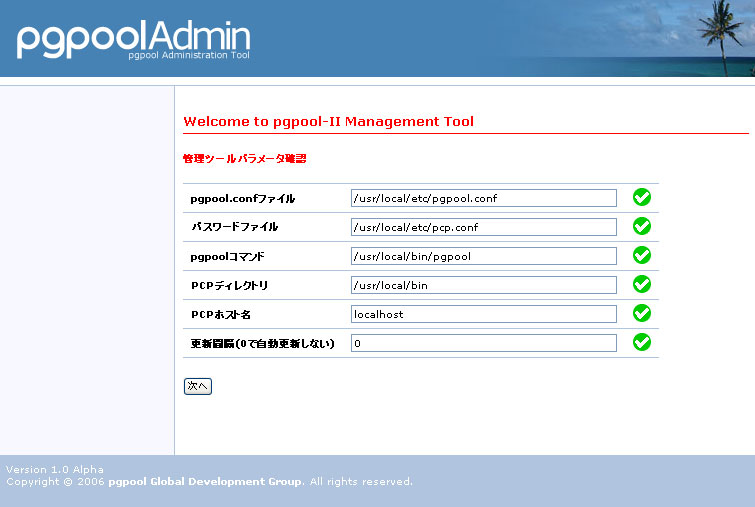 pgpoolAdmin
pgpool Administration Tool
Welcome to pgpool-II Management Tool
管理ツールパラメータ確認
pgpool.confファイル /usr/local/etc/pgpool.conf
パスワードファイル /usr/local/etc/pcp.conf
pgpoolコマンド /usr/local/bin/pgpool
PCPディレクトリ /usr/local/bin
PCPホスト名 localhost
更新間隔(0で自動更新しない) 0
次へ
Version 1.0 Alpha
Copyright © 2006 pgpool Global Development Group. All rights reserved.